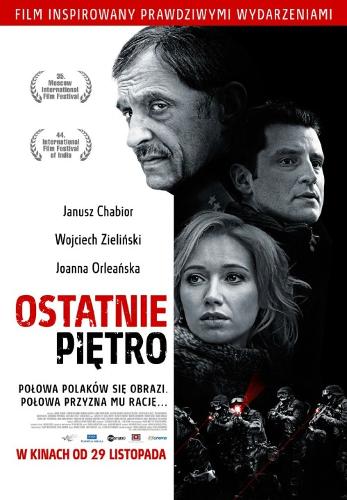 FILM INSPIROWANY PRAWDZIWYMI WYDARZENIAMI
35.
Moscow
International
Film Festival
44.
International
Film Festival
of India
Janusz Chabior
Wojciech Zieliński
Joanna Orleańska
OSTATNIE
PIĘTRO
POŁOWA POLAKÓW SIĘ OBRAZI.
POŁOWA PRZYZNA MU RACJĘ...
W KINACH OD 29 LISTOPADA